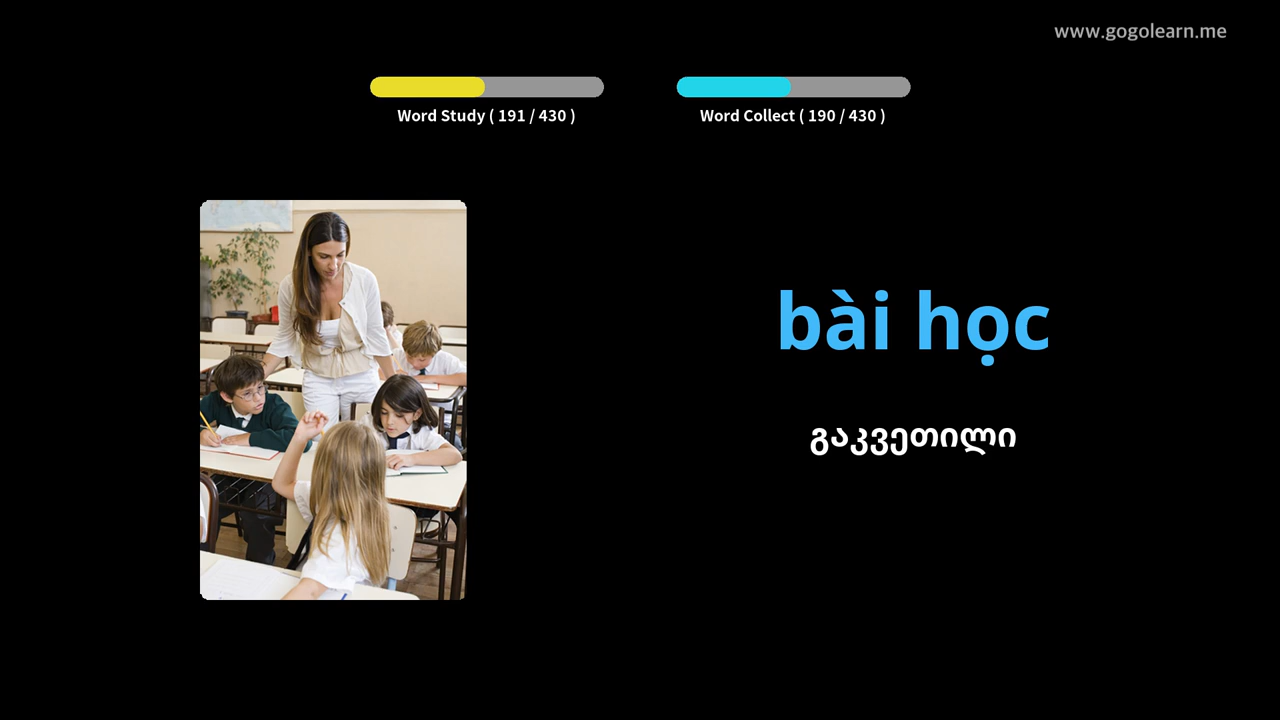 www.gogolearn.me
Word Study ( 191 / 430 )
Word Collect ( 190 / 430 )
bài học
გაკვეთილი